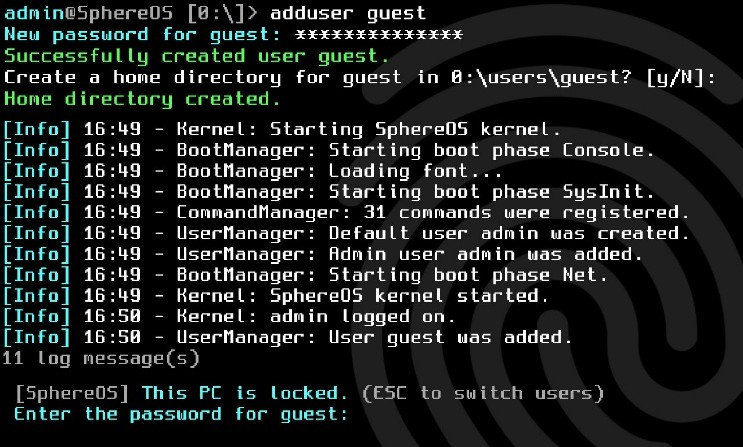 admin@SphereOS [0:\]> adduser guest
New password for guest: **************
Successfully created user guest.
Create a home directory for guest in 0:\users\guest? [y/N]:
Home directory created.
[Info] 16:49 - Kernel: Starting SphereOS kernel.
[Info] 16:49 - BootManager: Starting boot phase Console.
[Info] 16:49 - BootManager: Loading font...
[Info] 16:49 - BootManager: Starting boot phase SysInit.
[Info] 16:49 - CommandManager: 31 commands were registered.
[Info] 16:49 - UserManager: Default user admin was created.
[Info] 16:49 - UserManager: Admin user admin was added.
[Info] 16:49 - BootManager: Starting boot phase Net.
[Info] 16:49 - Kernel: SphereOS kernel started.
[Info] 16:50 - Kernel: admin logged on.
[Info] 16:50 - UserManager: User guest was added.
11 log message(s)
[SphereOS] This PC is locked. (ESC to switch users)
Enter the password for guest: